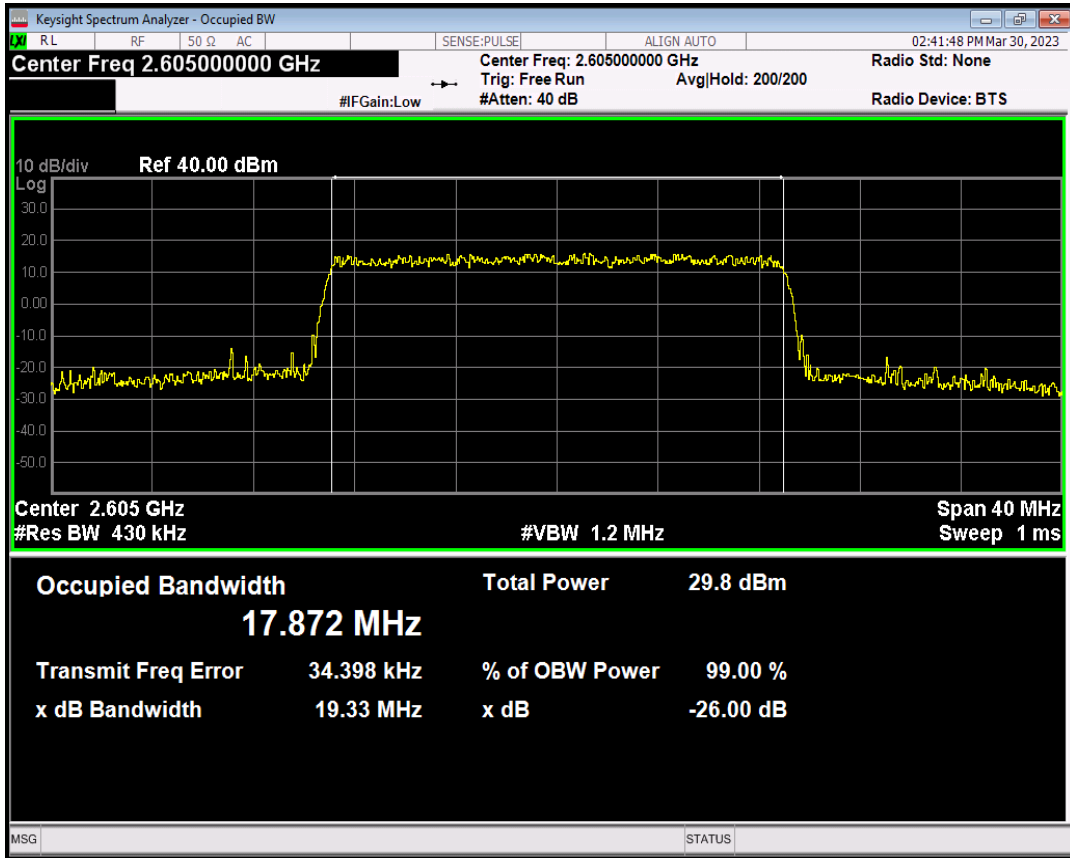 Keysight Spectrum Analyzer - Occupied BW
LXI RL RF 50 Ω AC SENSE:PULSE ALIGN AUTO 02:41:48 PM Mar 30, 2023
Center Freq 2.605000000 GHz Center Freq: 2.605000000 GHz Radio Std: None
Trig: Free Run Avg|Hold: 200/200
#IFGain:Low #Atten: 40 dB Radio Device: BTS
10 dB/div Ref 40.00 dBm
Log
30.0
20.0
10.0
0.00
-10.0
-20.0
-30.0
-40.0
-50.0
Center 2.605 GHz Span 40 MHz
#Res BW 430 kHz #VBW 1.2 MHz Sweep 1 ms
Occupied Bandwidth Total Power 29.8 dBm
17.872 MHz
Transmit Freq Error 34.398 kHz % of OBW Power 99.00 %
x dB Bandwidth 19.33 MHz x dB -26.00 dB
MSG STATUS